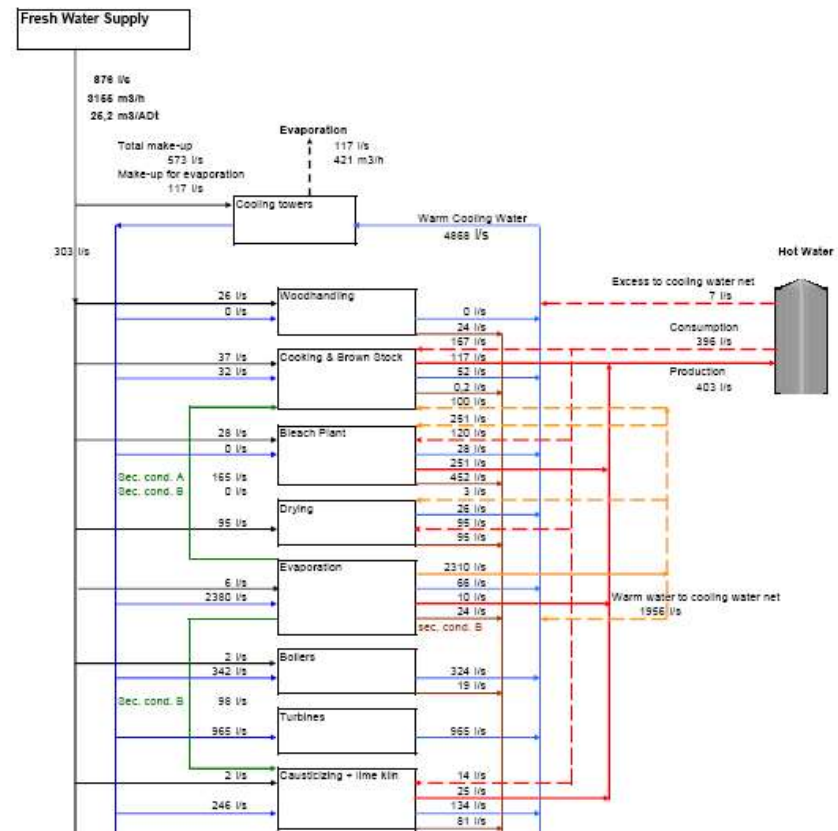 Fresh Water Supply
876 l/s
3155 m3/h
26,2 m3/ADt
Evaporation
117 l/s
421 m3/h
Total make-up
573 l/s
Make-up for evaporation
117 l/s
Cooling towers
Warm Cooling Water
4868 l/s
303 l/s
Hot Water
Excess to cooling water net
7 l/s
26 l/s
Woodhanding
0 l/s
0 l/s
24 l/s
Consumption
167 l/s
396 l/s
37 l/s
Cooking & Brown Stock
117 l/s
32 l/s
52 l/s
Production
403 l/s
0,2 l/s
100 l/s
251 l/s
28 l/s
Bleach Plant
120 l/s
0 l/s
28 l/s
251 l/s
Sec. cond. A
165 l/s
452 l/s
Sec. cond. B
0 l/s
3 l/s
Drying
26 l/s
95 l/s
95 l/s
95 l/s
Evaporation
2310 l/s
6 l/s
66 l/s
2380 l/s
10 l/s
Warm water to cooling water net
24 l/s
1956 l/s
sec. cond. B
2 l/s
Boilers
342 l/s
324 l/s
19 l/s
Sec. cond. B
98 l/s
Turbines
965 l/s
965 l/s
2 l/s
Causticizing + lime kiln
14 l/s
25 l/s
246 l/s
134 l/s
81 l/s